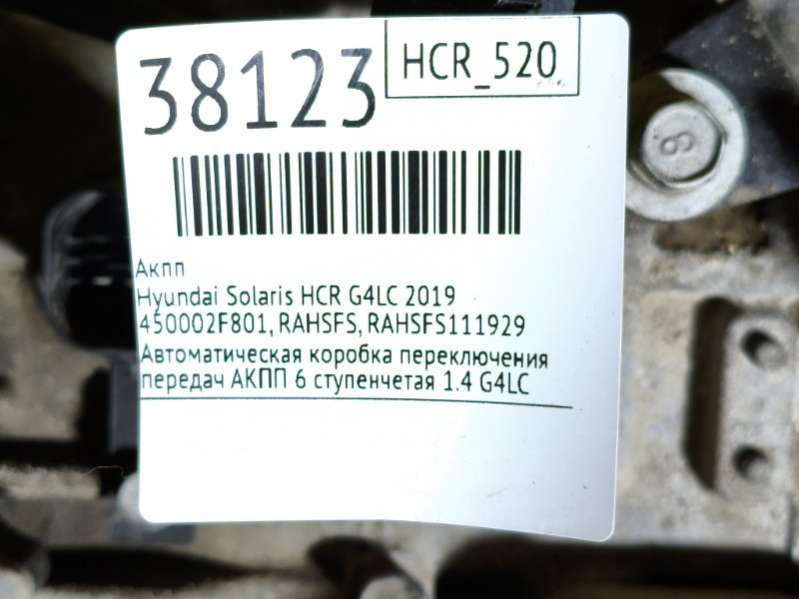 38123
HCR_520
Акпп
Hyundai Solaris HCR G4LC 2019
450002F801, RAHSFS, RAHSFS111929
Автоматическая коробка переключения
передач АКПП 6 ступенчетая 1.4 G4LC
8